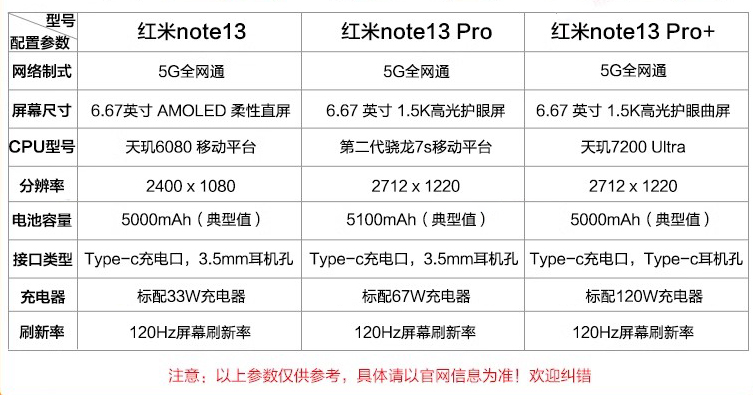 型号
配置参数 红米note13 红米note13 Pro 红米note13 Pro+
网络制式 5G全网通 5G全网通 5G全网通
屏幕尺寸 6.67英寸 AMOLED 柔性直屏 6.67 英寸 1.5K高光护眼屏 6.67 英寸 1.5K高光护眼曲屏
CPU型号 天玑6080 移动平台 第二代骁龙7s移动平台 天玑7200 Ultra
分辨率 2400 x 1080 2712 x 1220 2712 x 1220
电池容量 5000mAh（典型值） 5100mAh（典型值） 5000mAh（典型值）
接口类型 Type-c充电口，3.5mm耳机孔 Type-c充电口，3.5mm耳机孔 Type-c充电口，Type-c耳机孔
充电器 标配33W充电器 标配67W充电器 标配120W充电器
刷新率 120Hz屏幕刷新率 120Hz屏幕刷新率 120Hz屏幕刷新率
注意：以上参数仅供参考，具体请以官网信息为准！欢迎纠错